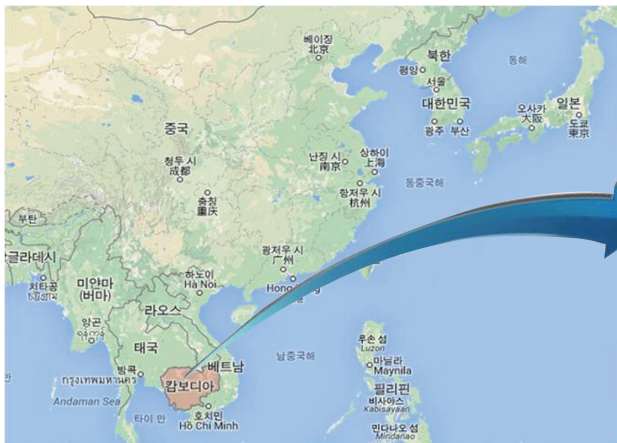 베이징
北京
북한
평양
서울
동해
대한민국
일본
오사카
大阪
도쿄
東京
광주
부산
중국
청두 시
成都
난징 시
南京
상하이
上海
항저우 시
杭州
동중국해
충칭
重庆
부탄
글라데시
치타공
미얀마
(버마)
광저우 시
广州
하노이
Hà Nội
Hong
라오스
양곤
태국
방콕
กรุงเทพมหานคร
베트남
캄보디아
남중국해
루손 섬
Luzon
마닐라
Maynila
필리핀
비사야스
Kabisayaan
민다나오 섬
Mindanao
Andaman Sea
타이 만
호치민
Hồ Chí Minh
만